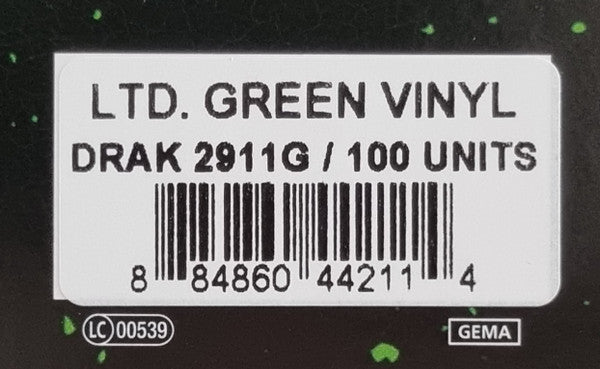 LTD. GREEN VINYL
DRAK 2911G / 100 UNITS
8 84860 44211 4
LC 00539
GEMA